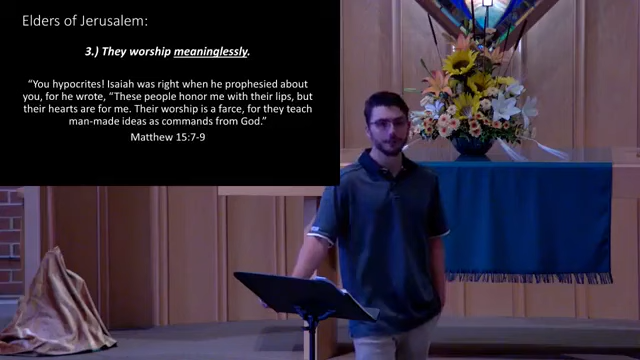 Elders of Jerusalem:
3.) They worship meaninglessly.
“You hypocrites! Isaiah was right when he prophesied about
you, for he wrote, “These people honor me with their lips, but
their hearts are for me. Their worship is a farce, for they teach
man-made ideas as commands from God.”
Matthew 15:7-9